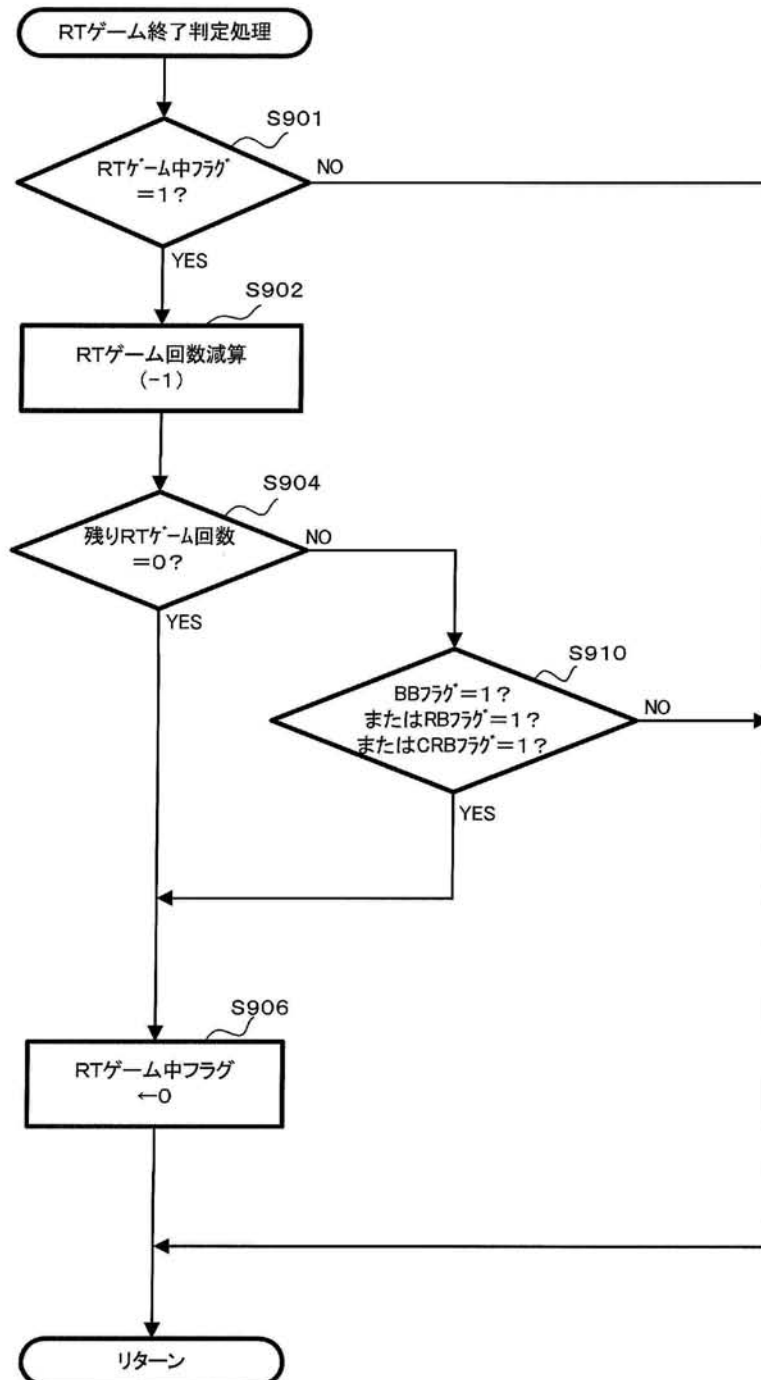 RTゲーム終了判定処理
S901
RTゲーム中フラグ
=1?
NO
YES
S902
RTゲーム回数減算
(-1)
S904
残りRTゲーム回数
=0?
NO
YES
S910
BBフラグ=1?
またはRBフラグ=1?
またはCRBフラグ=1?
NO
YES
S906
RTゲーム中フラグ
←0
リターン